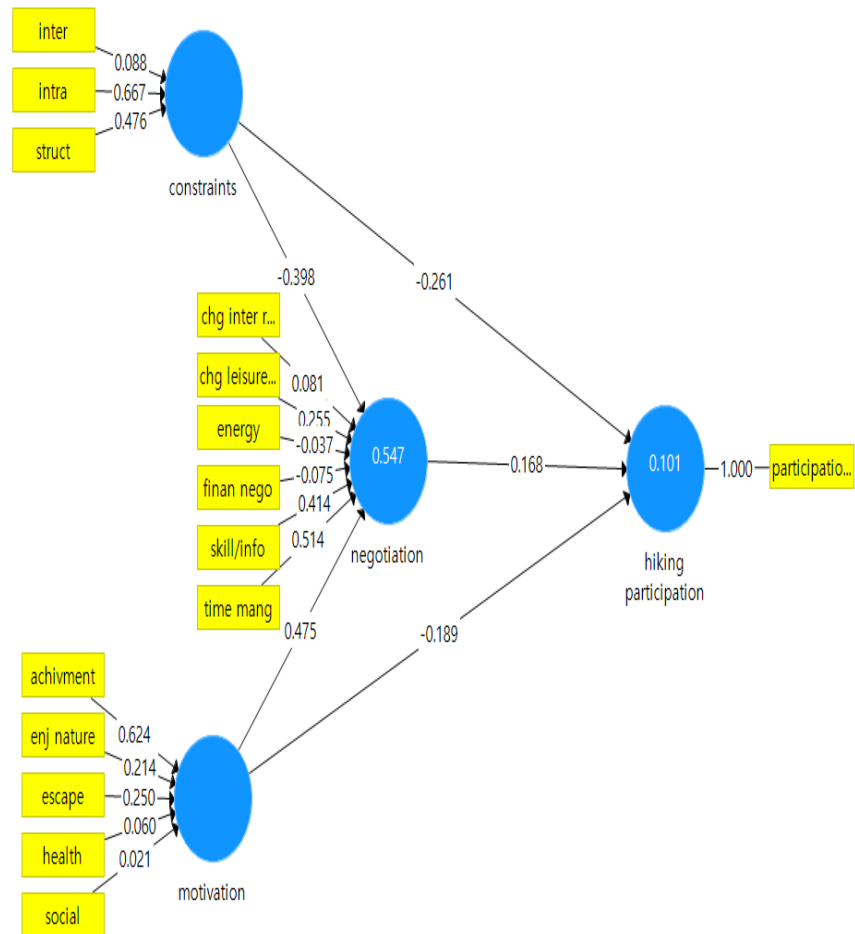 inter
0.088
intra
0.667
0.476
struct
constraints
-0.398
-0.261
chg inter r...
0.081
chg leisure...
0.255
energy
-0.037
0.547
0.168
0.101
1.000
participatio...
-0.075
finan nego
0.414
skill/info
0.514
negotiation
hiking
participation
time mang
0.475
-0.189
achivment
0.624
enj nature
0.214
escape
0.250
0.060
health
0.021
social
motivation